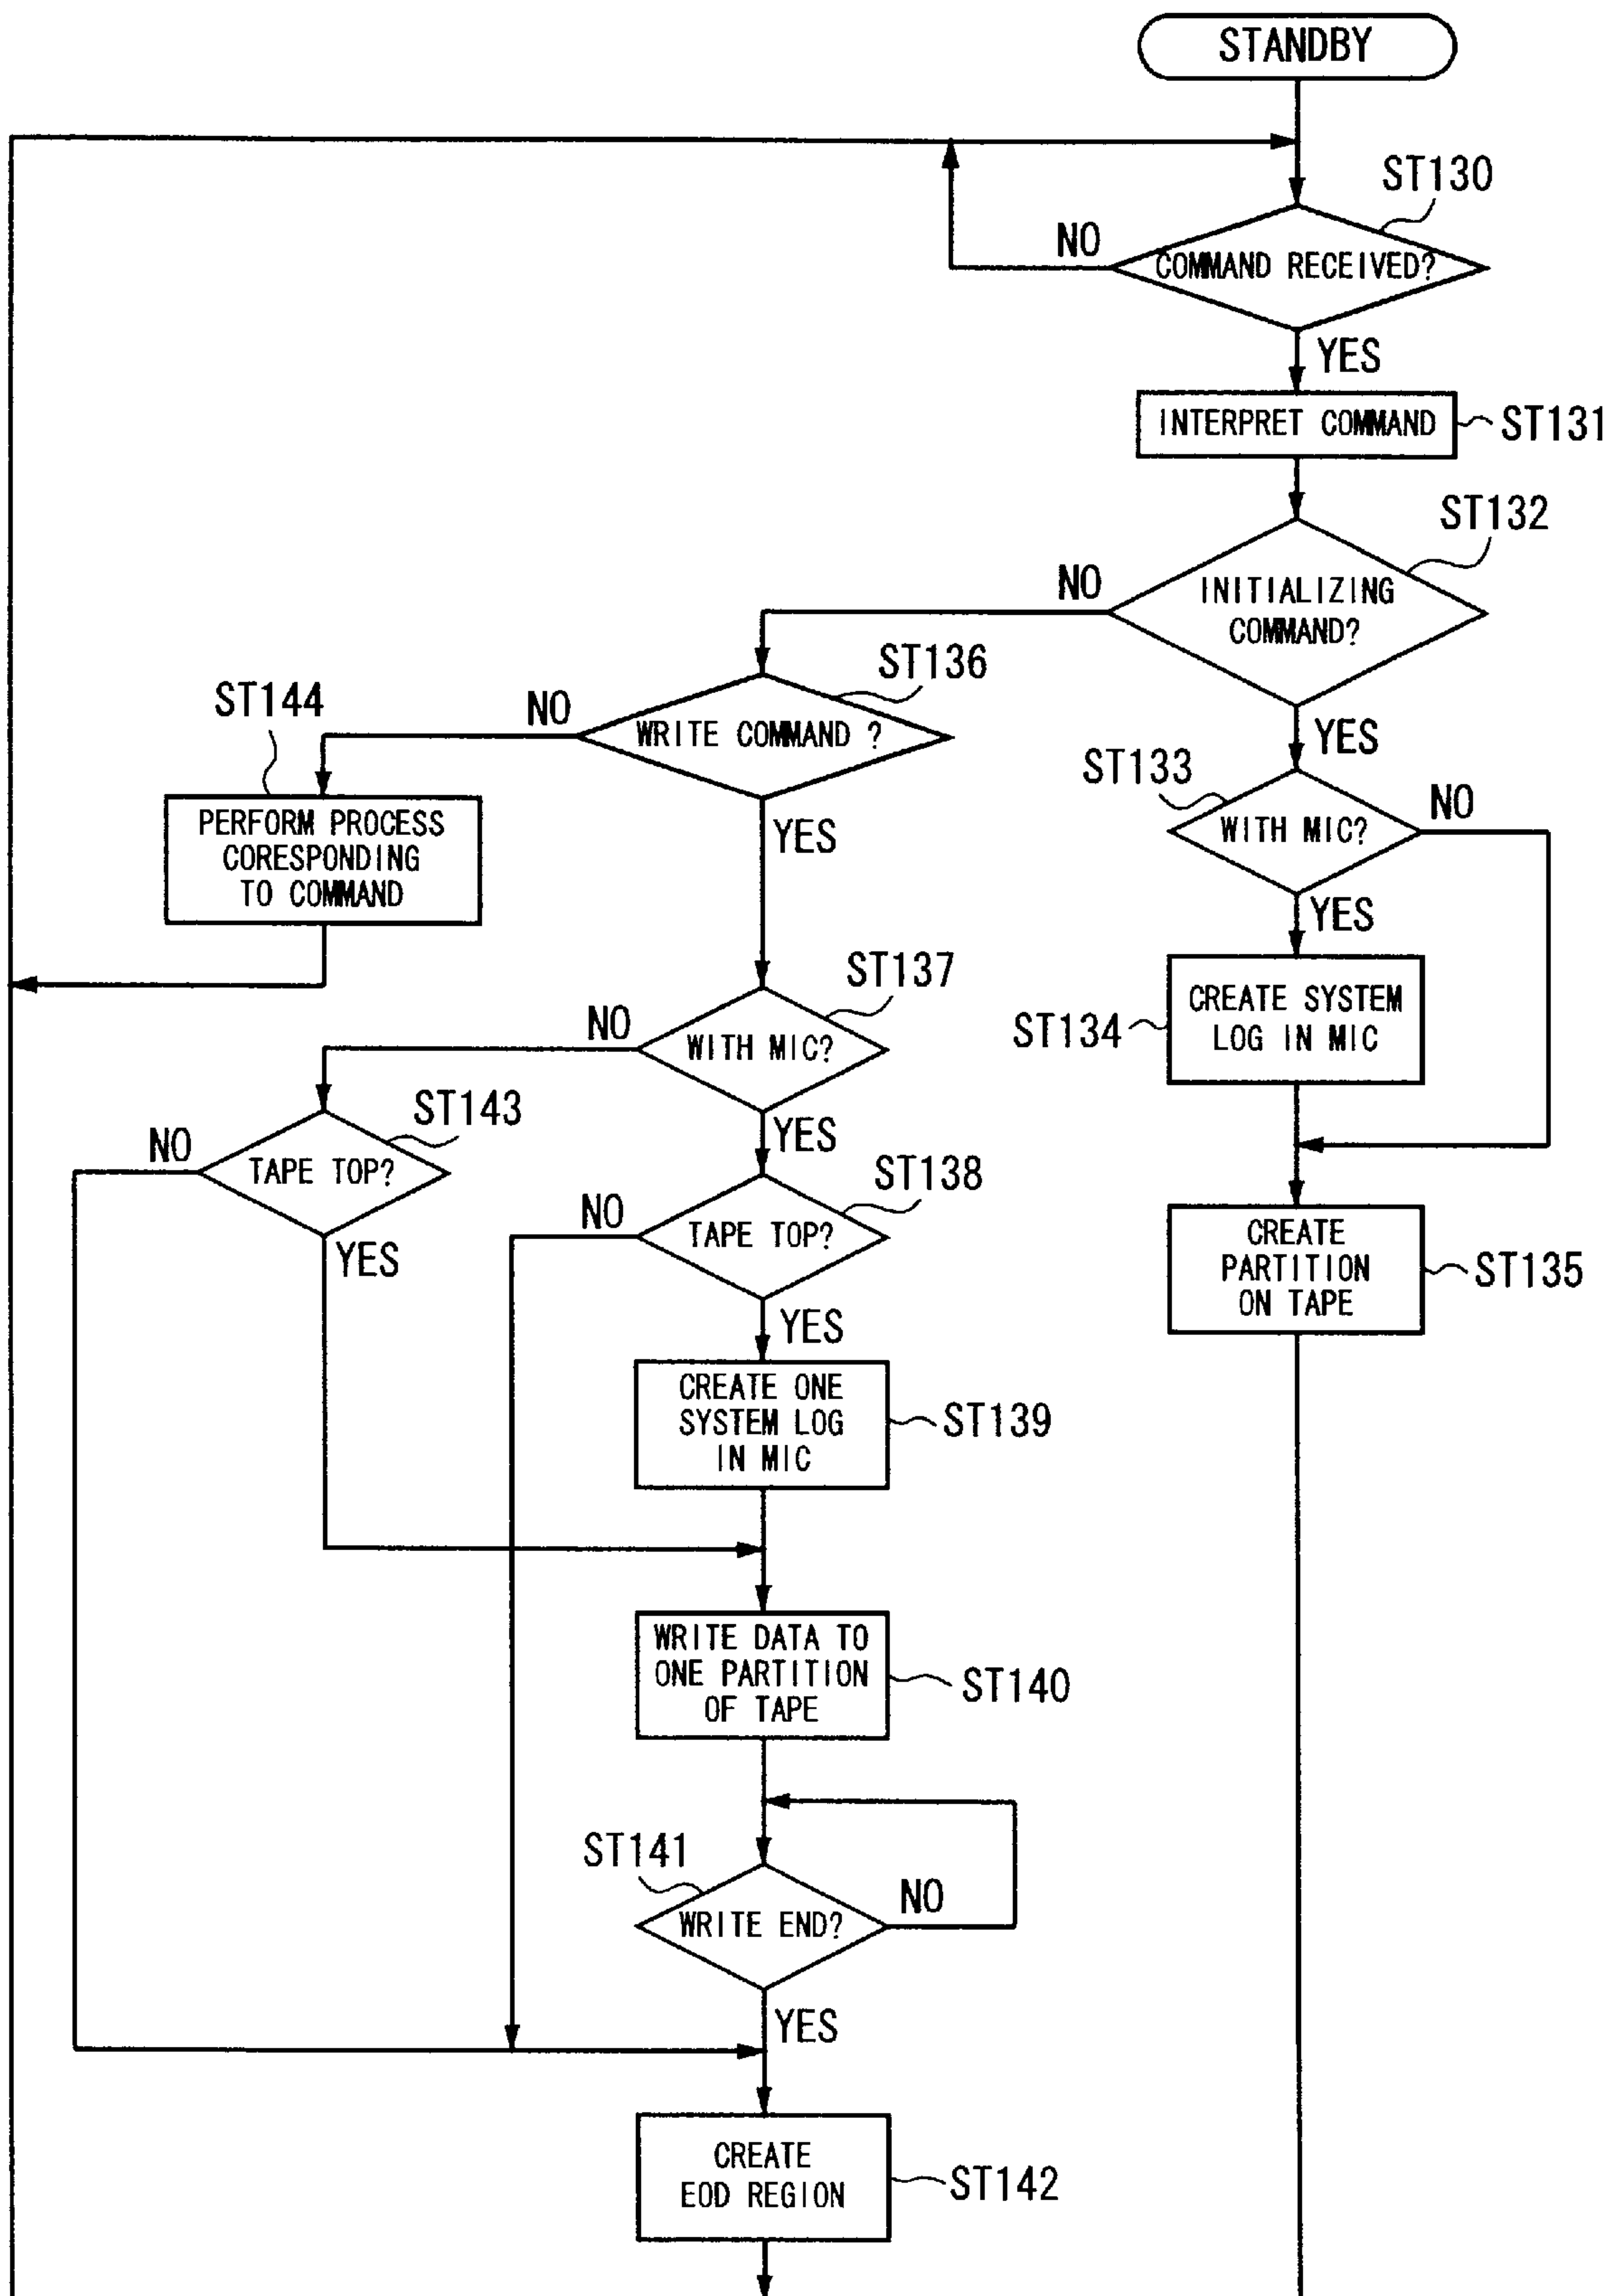 STANDBY
ST130
NO
COMMAND RECEIVED?
YES
INTERPRET COMMAND
ST131
ST132
NO
INITIALIZING
COMMAND?
ST136
ST144
NO
WRITE COMMAND ?
YES
ST133
NO
WITH MIC?
PERFORM PROCESS
CORESPONDING
TO COMMAND
YES
YES
ST137
CREATE SYSTEM
LOG IN MIC
ST134
NO
WITH MIC?
ST143
YES
NO
TAPE TOP?
ST138
NO
TAPE TOP?
YES
CREATE
PARTITION
ON TAPE
ST135
YES
CREATE ONE
SYSTEM LOG
IN MIC
ST139
WRITE DATA TO
ONE PARTITION
OF TAPE
ST140
ST141
NO
WRITE END?
YES
CREATE
EOD REGION
ST142